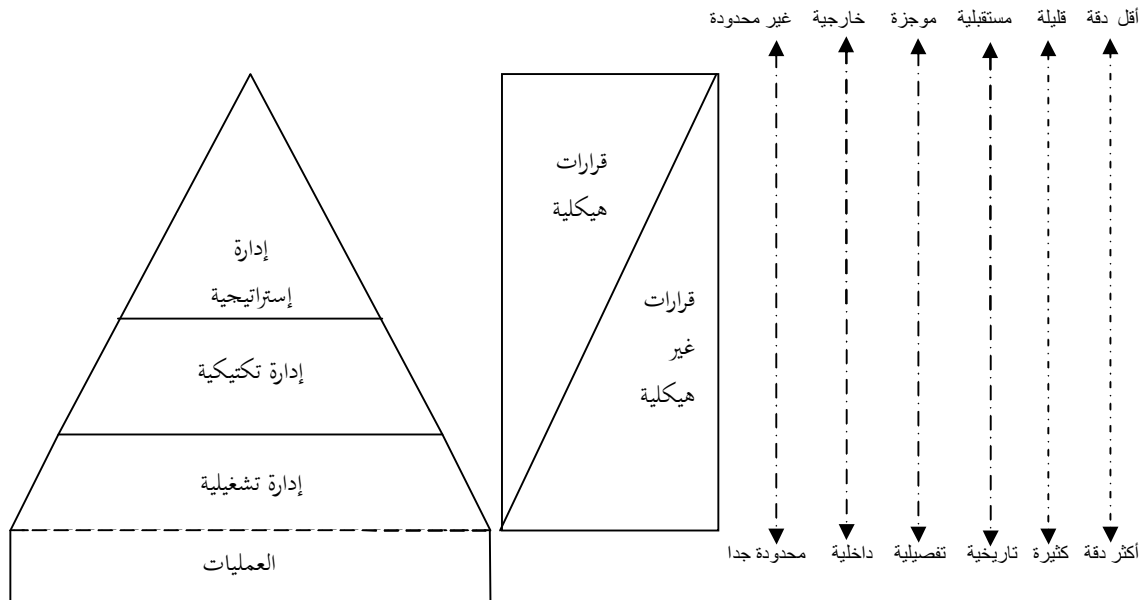 أقل دقة
قليلة
مستقبلية
موجزة
خارجية
غير محدودة
قرارات
هيكلية
قرارات
غير
هيكلية
إدارة
إستراتيجية
إدارة تكتيكية
إدارة تشغيلية
العمليات
أكثر دقة
كثيرة
تاريخية
تفصيلية
داخلية
محدودة جدا